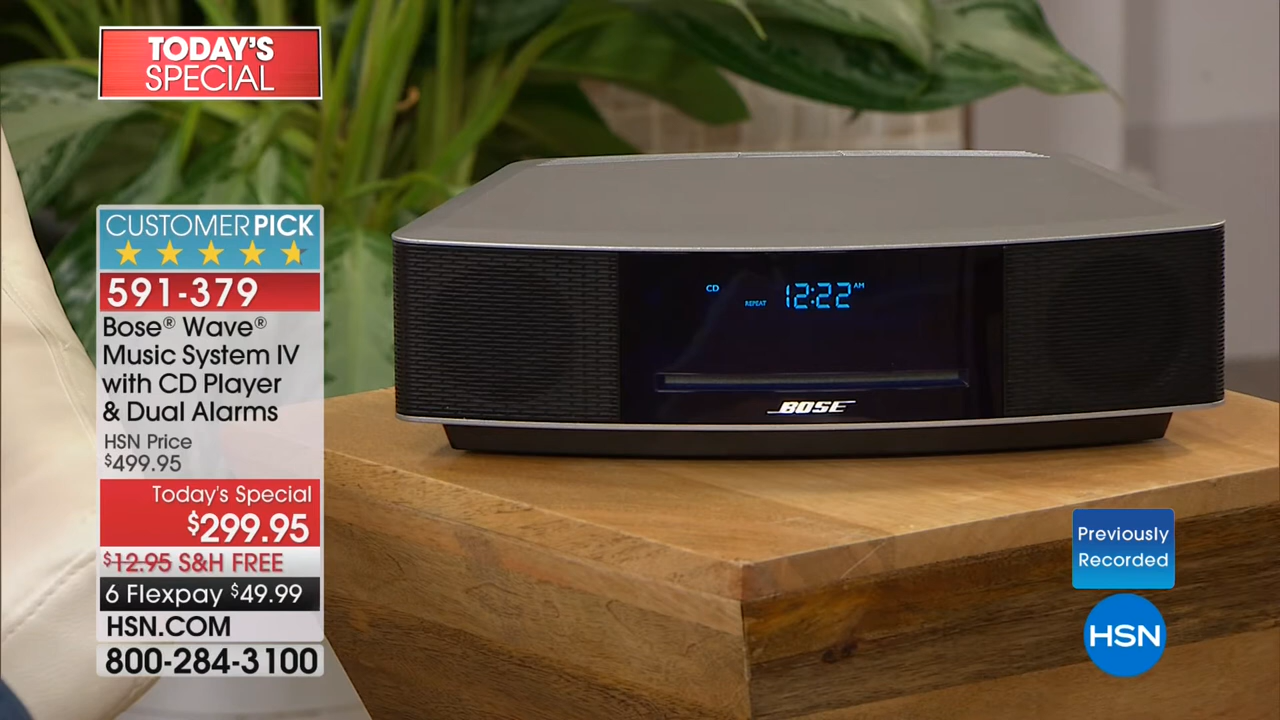 TODAY'S
SPECIAL
CUSTOMER PICK
591-379
Bose® Wave®
Music System IV
with CD Player
& Dual Alarms
HSN Price
$499.95
Today's Special
$299.95
$12.95 S&H FREE
6 Flexpay $49.99
HSN.COM
800-284-3100
CD
REPEAT 12:22 AM
BOSE
Previously
Recorded
HSN